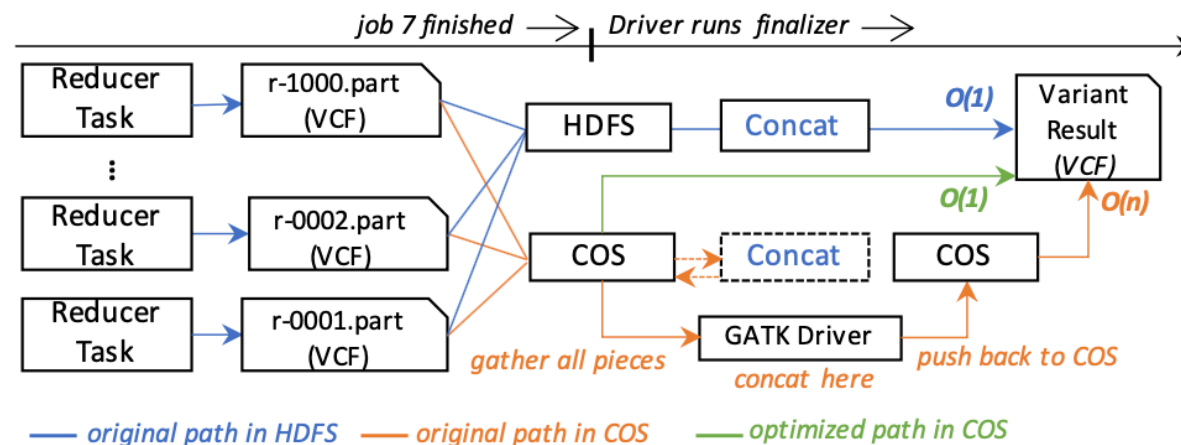 job 7 finished
Driver runs finalizer
Reducer
Task
r-1000.part
(VCF)
HDFS
Concat
O(1)
Variant
Result
(VCF)
...
O(1)
O(n)
Reducer
Task
r-0002.part
(VCF)
COS
Concat
COS
Reducer
Task
r-0001.part
(VCF)
gather all pieces
GATK Driver
concat here
push back to COS
original path in HDFS
original path in COS
optimized path in COS